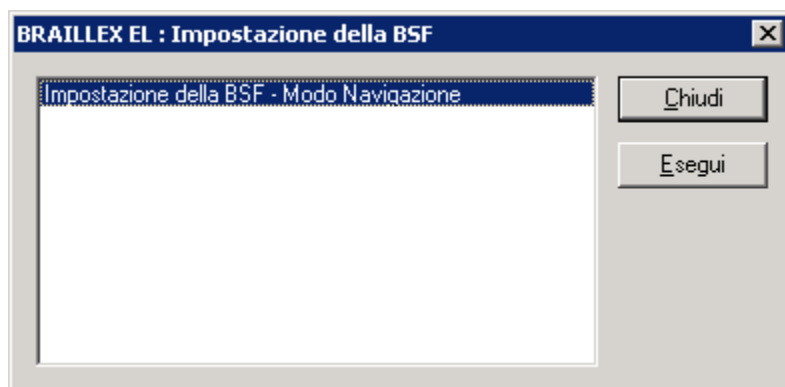 BRAILLEX EL : Impostazione della BSF
Impostazione della BSF - Modo Navigazione
Chiudi
Esegui